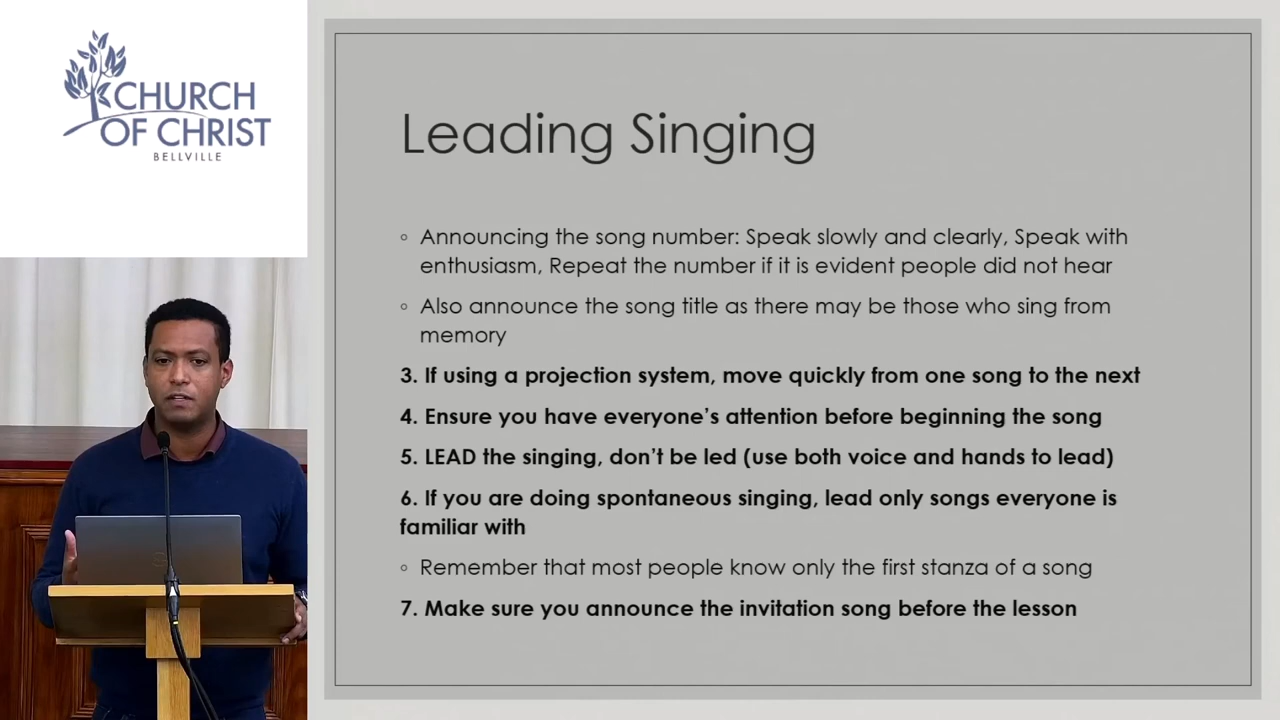 CHURCH
OF CHRIST
BELLVILLE
Leading Singing
◦ Announcing the song number: Speak slowly and clearly, Speak with
enthusiasm, Repeat the number if it is evident people did not hear
◦ Also announce the song title as there may be those who sing from
memory
3. If using a projection system, move quickly from one song to the next
4. Ensure you have everyone’s attention before beginning the song
5. LEAD the singing, don’t be led (use both voice and hands to lead)
6. If you are doing spontaneous singing, lead only songs everyone is
familiar with
◦ Remember that most people know only the first stanza of a song
7. Make sure you announce the invitation song before the lesson